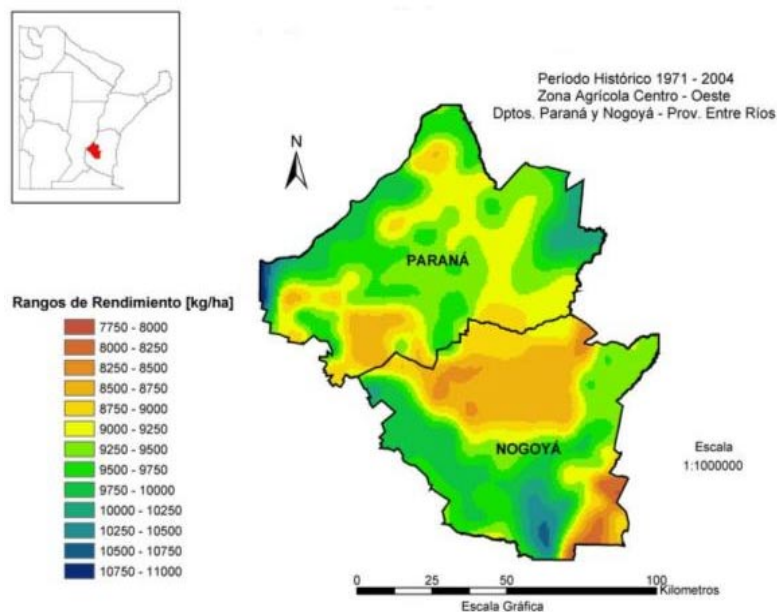 Período Histórico 1971 - 2004
Zona Agrícola Centro - Oeste
Dptos. Paraná y Nogoyá - Prov. Entre Ríos
N
PARANÁ
Rangos de Rendimiento [kg/ha]
7750 - 8000
8000 - 8250
8250 - 8500
8500 - 8750
8750 - 9000
9000 - 9250
9250 - 9500
9500 - 9750
9750 - 10000
10000 - 10250
10250 - 10500
10500 - 10750
10750 - 11000
NOGOYÁ
Escala
1:1000000
0 25 50 100
Kilometros
Escala Gráfica